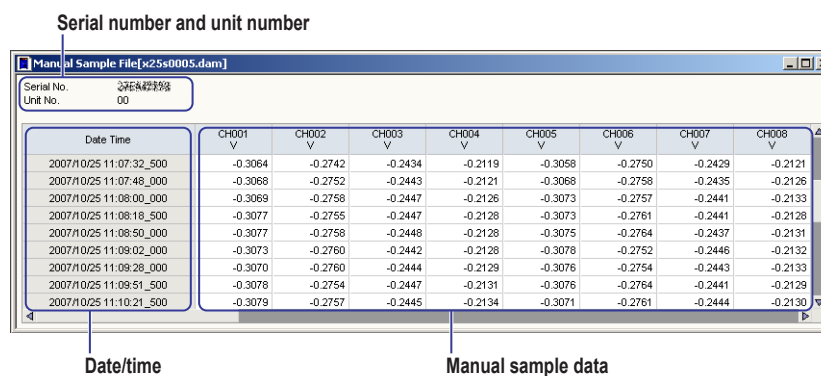 Serial number and unit number
Manual Sample File[x25s0005.dam]
Serial No.
Unit No. 00
Date Time CH001 CH002 CH003 CH004 CH005 CH006 CH007 CH008
V V V V V V V V
2007/10/25 11:07:32_500 -0.3064 -0.2742 -0.2434 -0.2119 -0.3058 -0.2750 -0.2429 -0.2121
2007/10/25 11:07:48_000 -0.3068 -0.2752 -0.2443 -0.2121 -0.3068 -0.2758 -0.2435 -0.2126
2007/10/25 11:08:00_000 -0.3069 -0.2758 -0.2447 -0.2126 -0.3073 -0.2757 -0.2441 -0.2133
2007/10/25 11:08:18_500 -0.3077 -0.2755 -0.2447 -0.2128 -0.3073 -0.2761 -0.2441 -0.2128
2007/10/25 11:08:50_000 -0.3077 -0.2758 -0.2448 -0.2128 -0.3075 -0.2764 -0.2437 -0.2131
2007/10/25 11:09:02_000 -0.3073 -0.2760 -0.2442 -0.2128 -0.3078 -0.2752 -0.2446 -0.2132
2007/10/25 11:09:28_000 -0.3070 -0.2760 -0.2444 -0.2129 -0.3076 -0.2754 -0.2443 -0.2133
2007/10/25 11:09:51_500 -0.3078 -0.2754 -0.2447 -0.2131 -0.3076 -0.2764 -0.2441 -0.2129
2007/10/25 11:10:21_500 -0.3079 -0.2757 -0.2445 -0.2134 -0.3071 -0.2761 -0.2444 -0.2130
Date/time Manual sample data